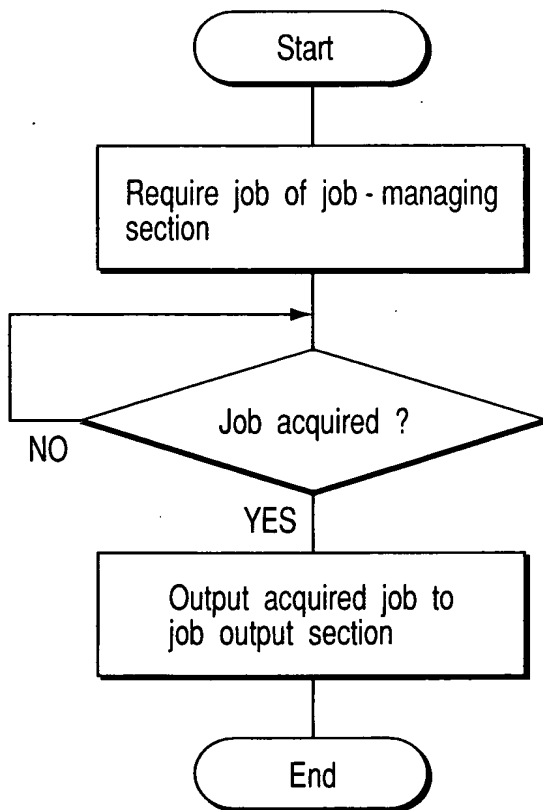 Start
Require job of job - managing
section
Job acquired ?
NO
YES
Output acquired job to
job output section
End